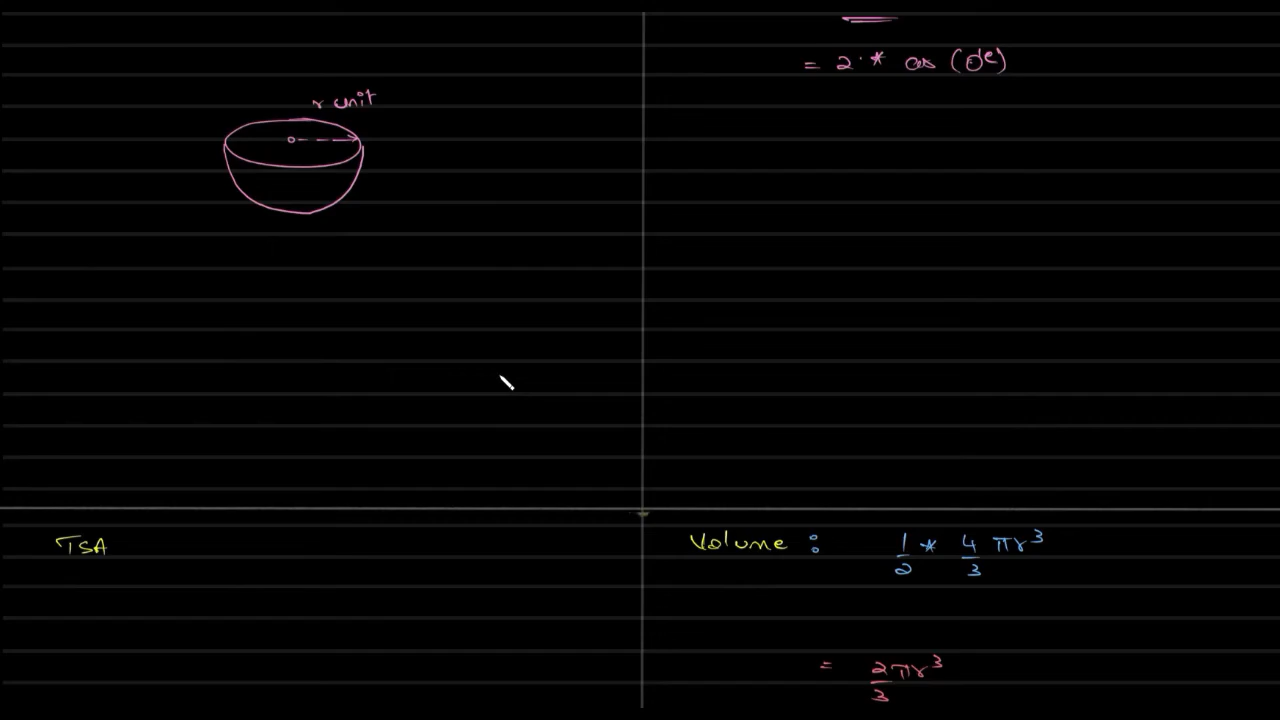 = 2 * cos (0°)
r unit
TSA
Volume : 1/2 * 4/3 πr³
= 2πr³/3